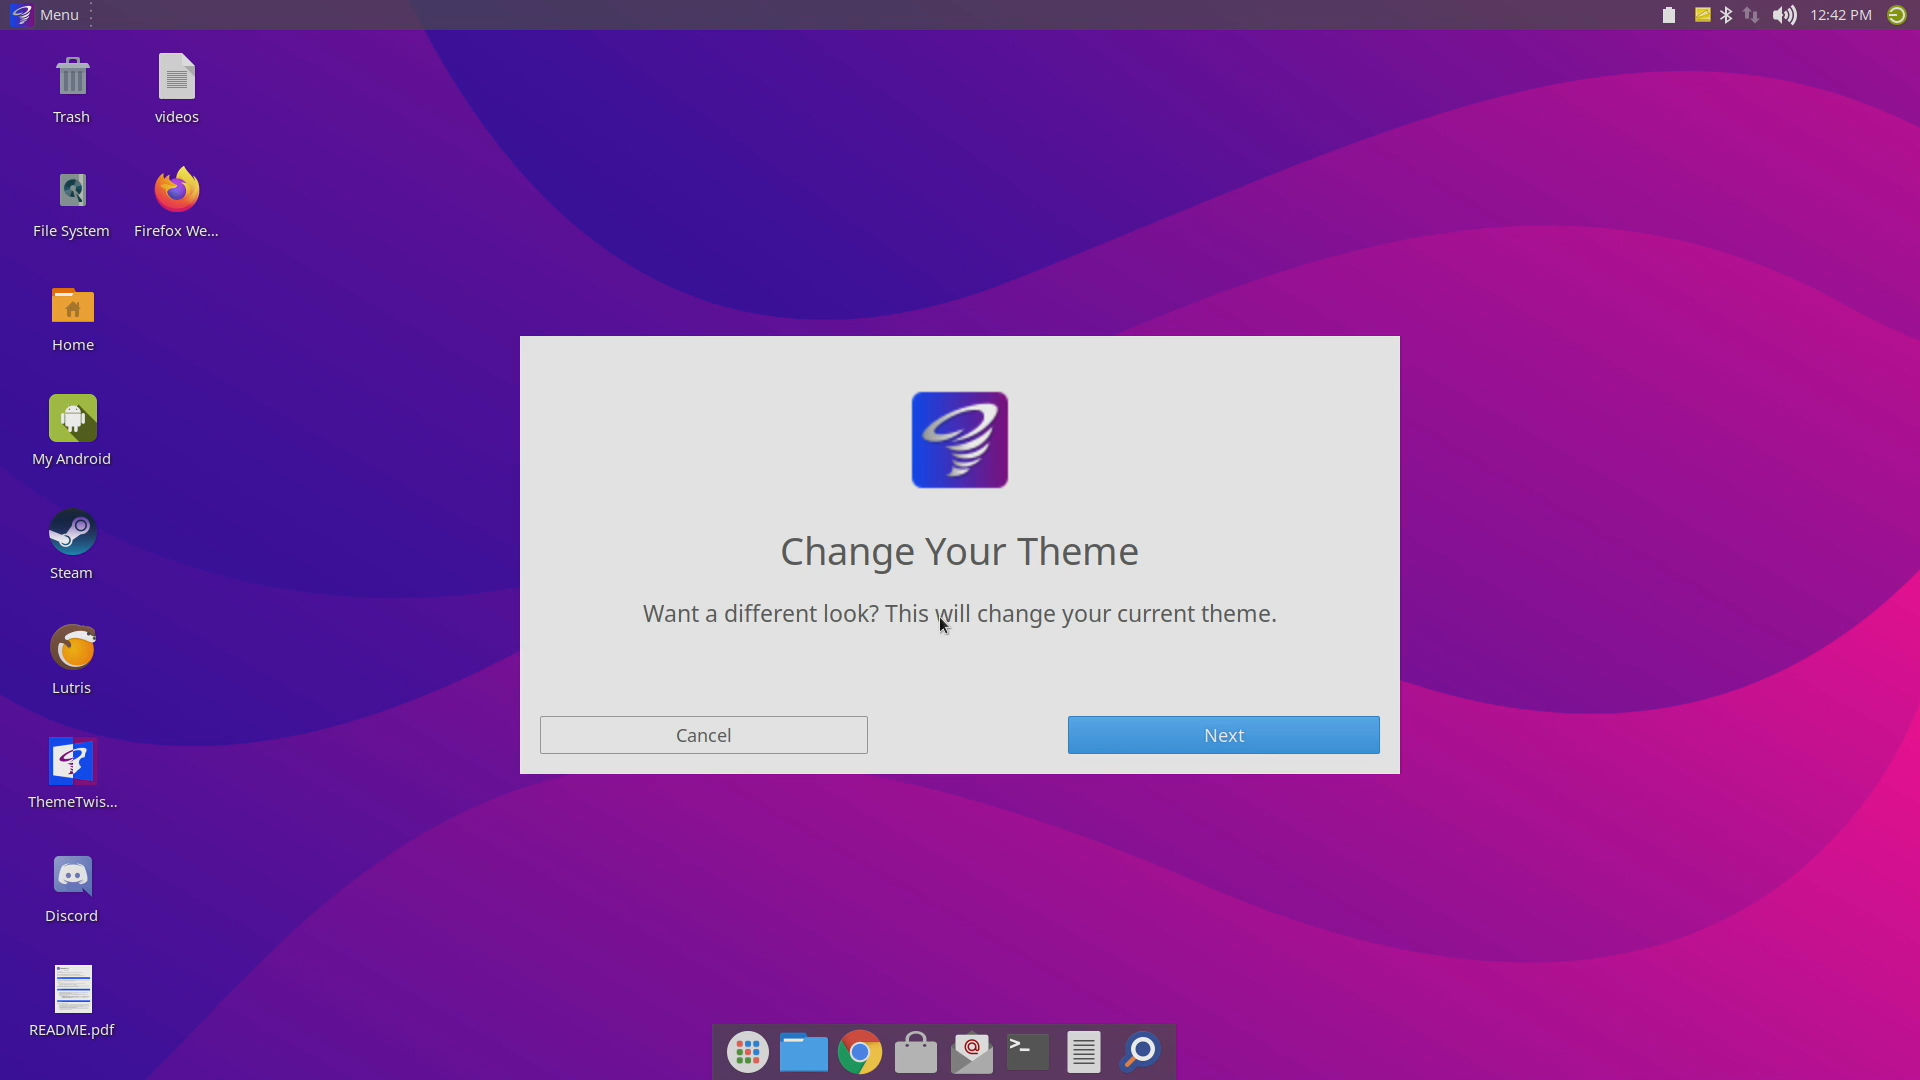 Menu
12:42 PM
Trash
videos
File System
Firefox We...
Home
My Android
Steam
Lutris
ThemeTwis...
Discord
README.pdf
Change Your Theme
Want a different look? This will change your current theme.
Cancel
Next
@
>_